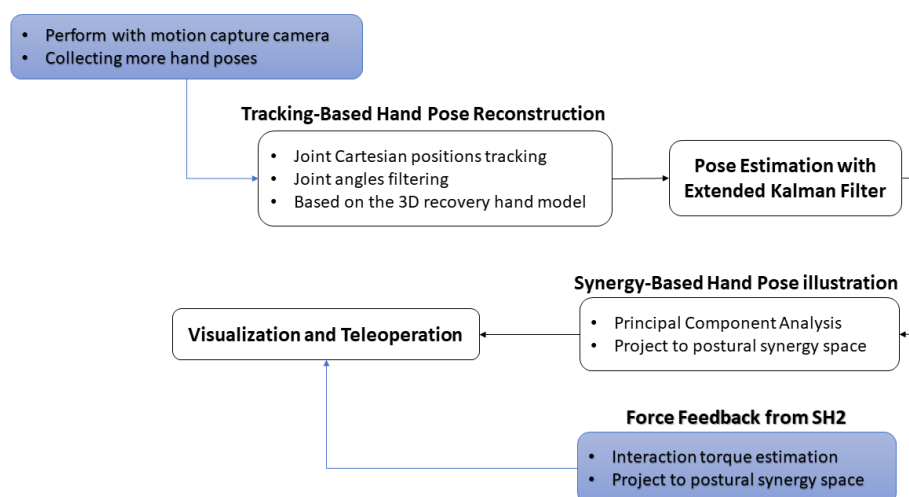 • Perform with motion capture camera
• Collecting more hand poses
Tracking-Based Hand Pose Reconstruction
• Joint Cartesian positions tracking
• Joint angles filtering
• Based on the 3D recovery hand model
Pose Estimation with
Extended Kalman Filter
Synergy-Based Hand Pose illustration
• Principal Component Analysis
• Project to postural synergy space
Visualization and Teleoperation
Force Feedback from SH2
• Interaction torque estimation
• Project to postural synergy space